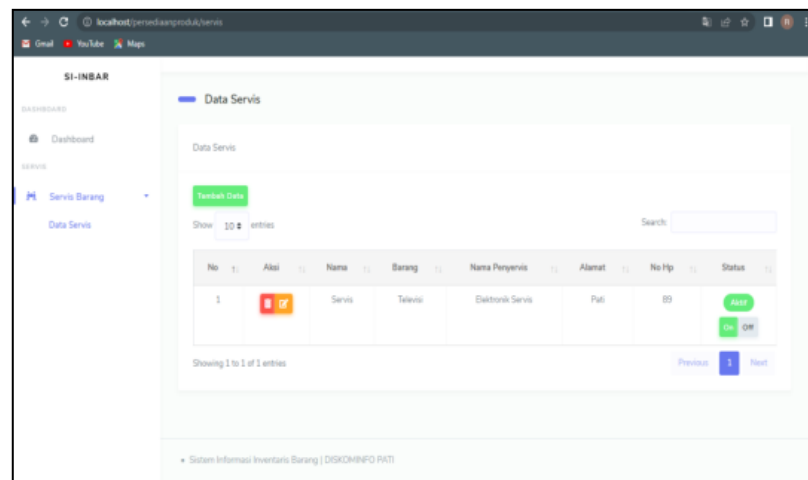 localhost/persediaanproduk/servis
Gmail YouTube Maps
SI-INBAR
DASHBOARD
Dashboard
SERVIS
Servis Barang
Data Servis
Data Servis
Data Servis
Tambah Data
Show 10 entries
Search:
No Aksi Nama Barang Nama Penyervis Alamat No Hp Status
1 Servis Televisi Elektronik Servis Pati 89 Aktif
On Off
Showing 1 to 1 of 1 entries
Previous 1 Next
Sistem Informasi Inventaris Barang | DISKOMINFO PATI